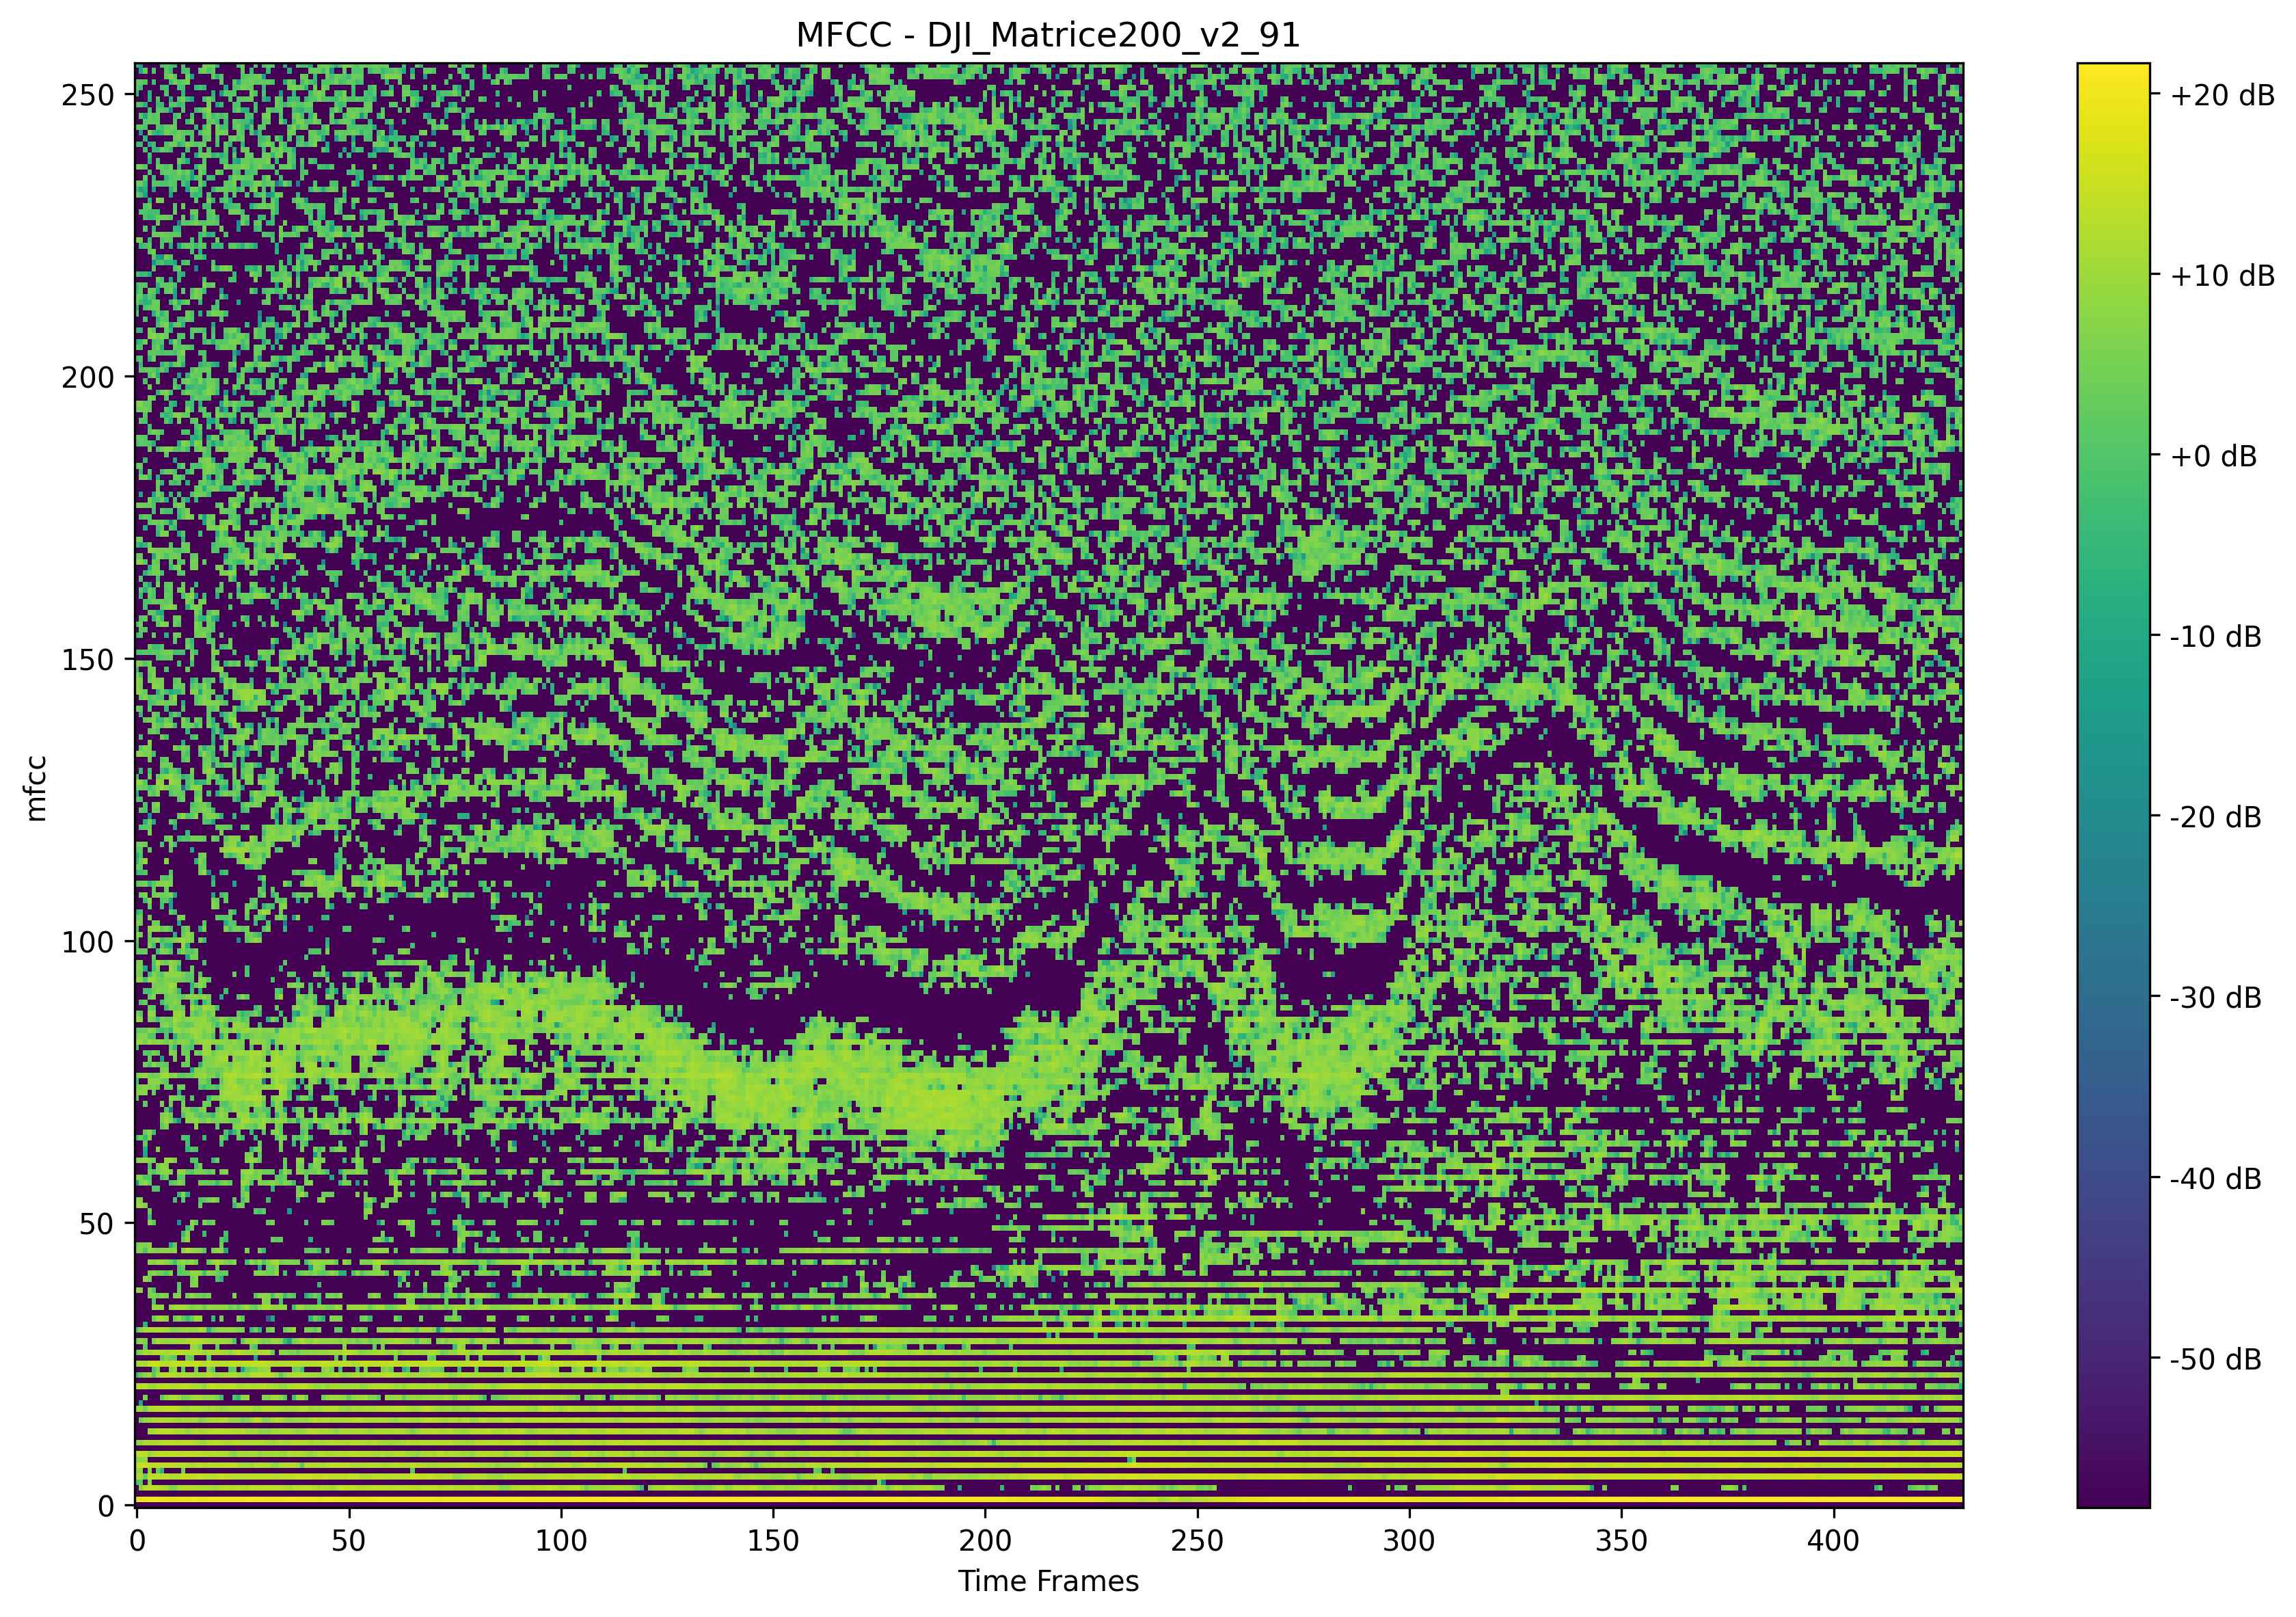 MFCC - DJI_Matrice200_v2_91
250
200
150
100
50
0
mfcc
0 50 100 150 200 250 300 350 400
Time Frames
+20 dB
+10 dB
+0 dB
-10 dB
-20 dB
-30 dB
-40 dB
-50 dB